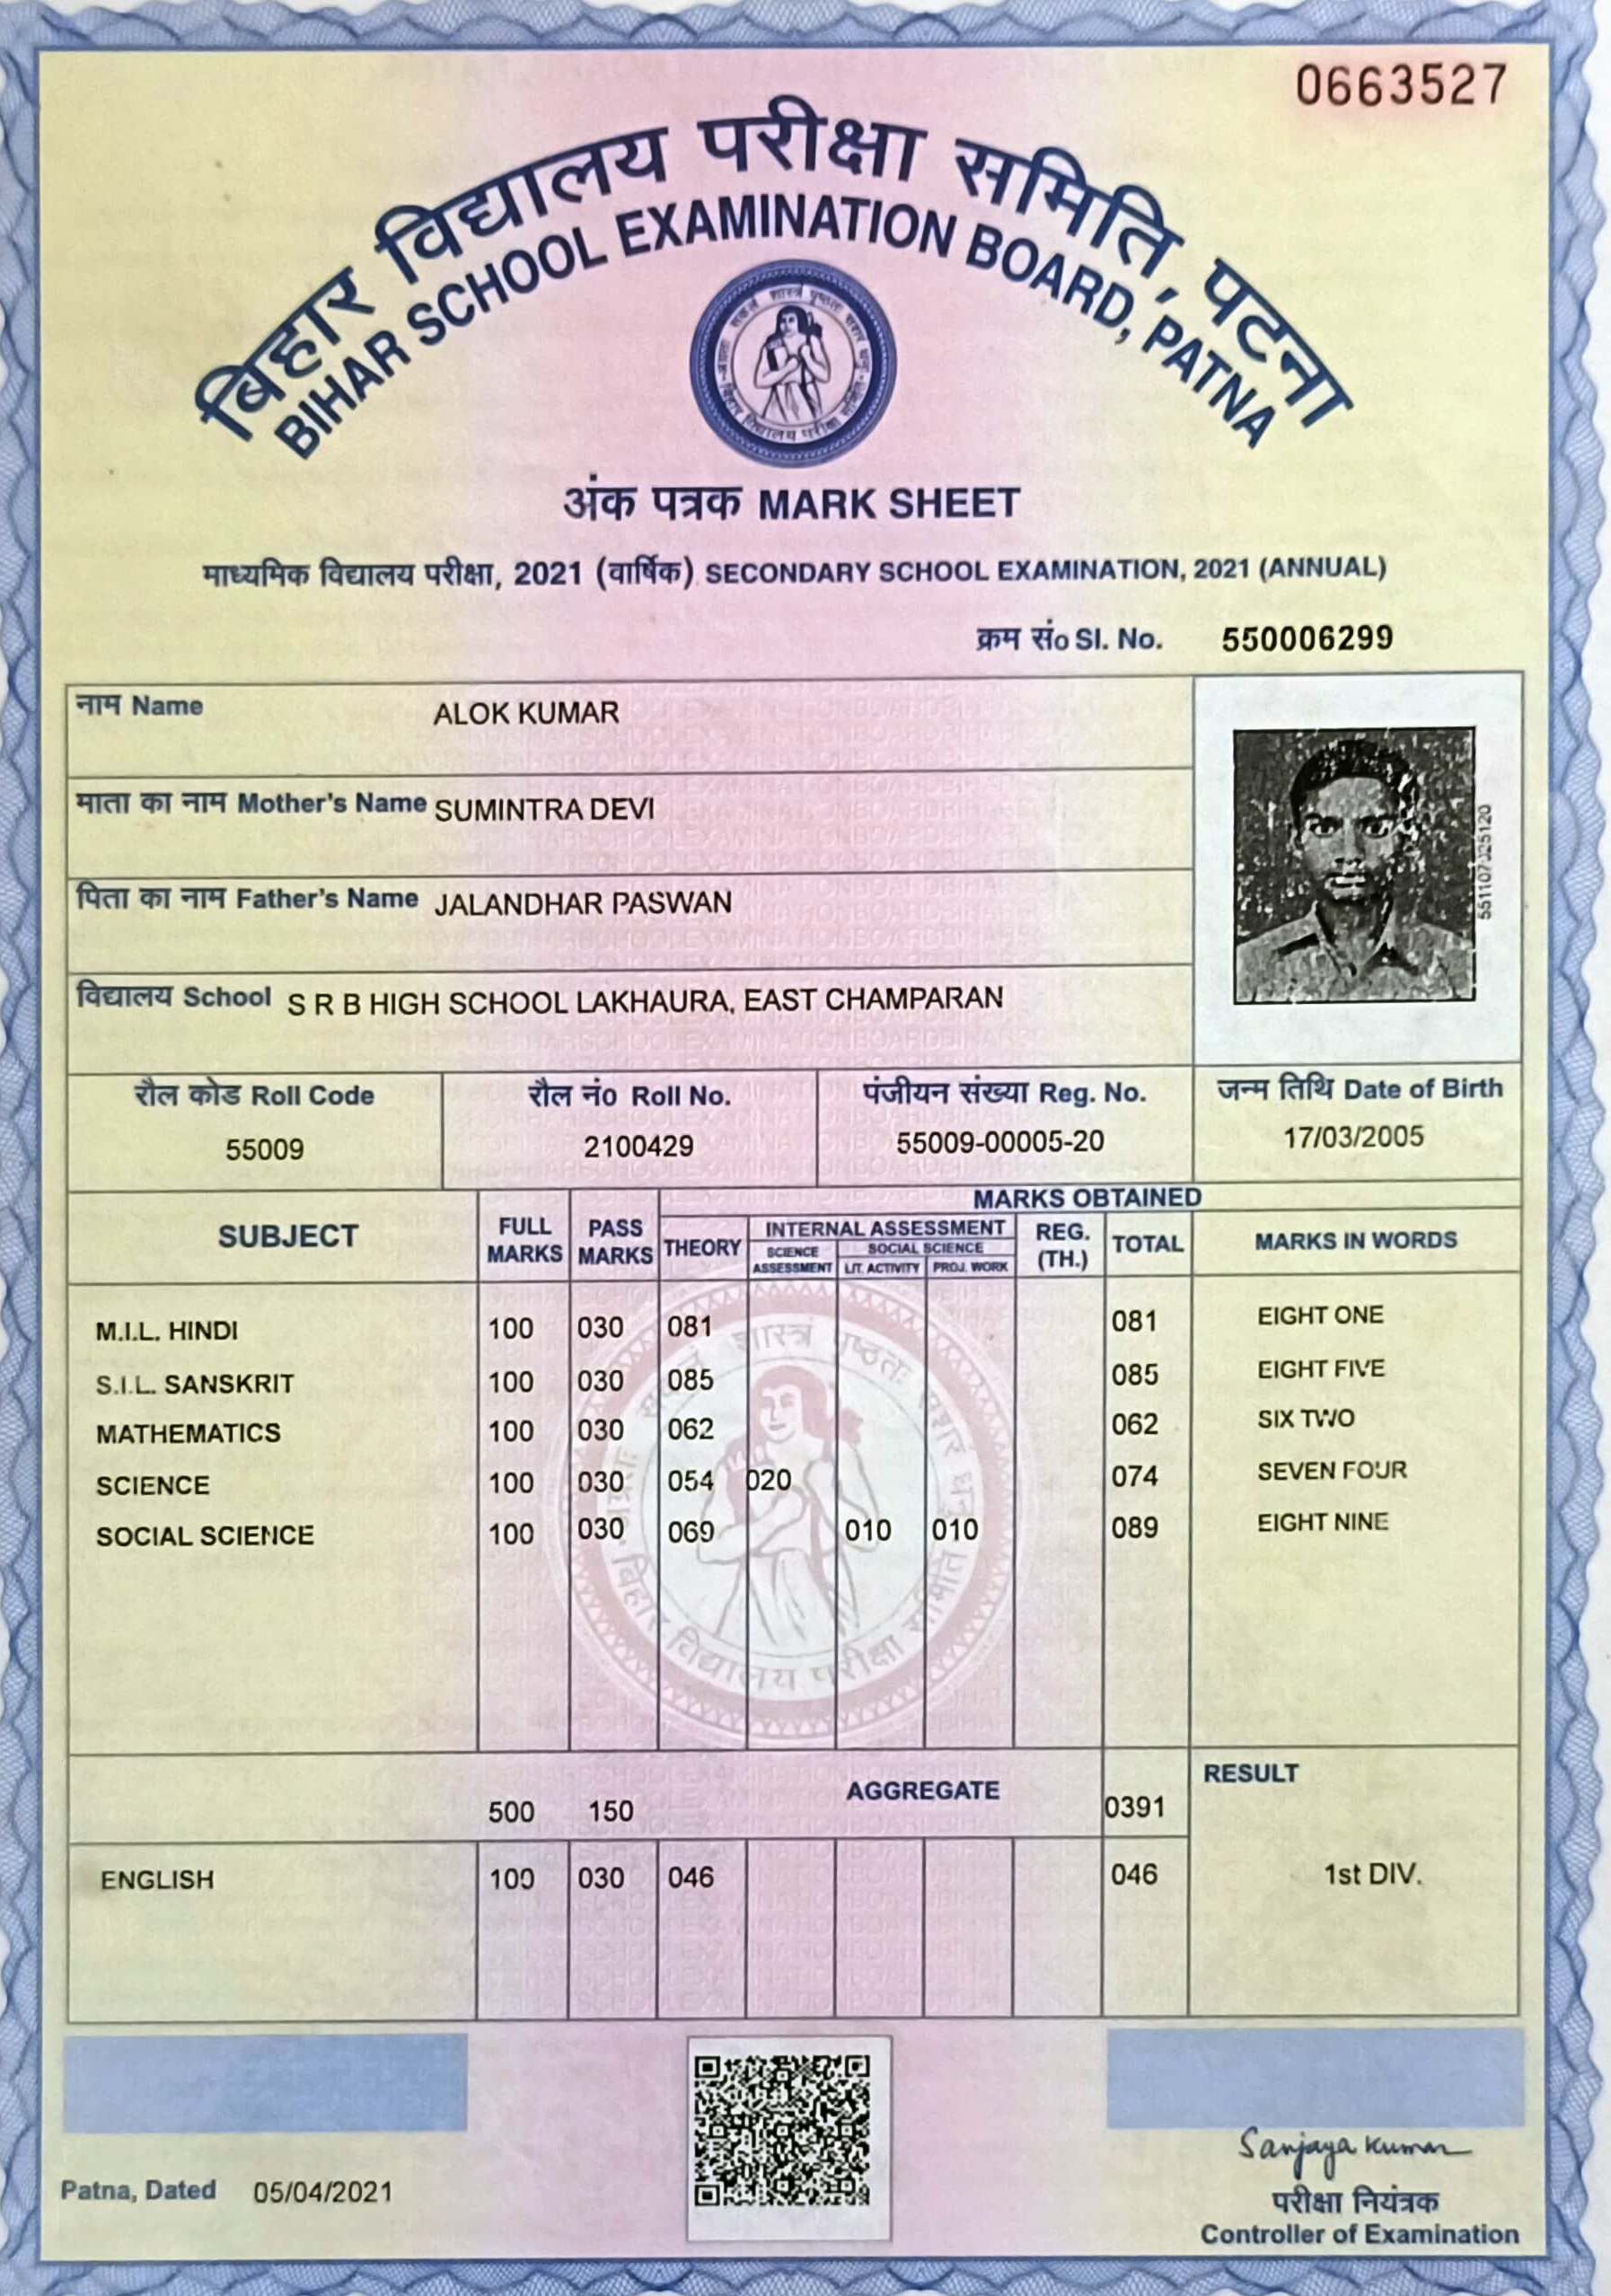 0663527
बिहार विद्यालय परीक्षा समिति, पटना
BIHAR SCHOOL EXAMINATION BOARD, PATNA
बिहार विद्यालय परीक्षा समिति
अंक पत्रक MARK SHEET
माध्यमिक विद्यालय परीक्षा, 2021 (वार्षिक) SECONDARY SCHOOL EXAMINATION, 2021 (ANNUAL)
क्रम सं० Sl. No. 550006299
नाम Name ALOK KUMAR
माता का नाम Mother's Name SUMINTRA DEVI
पिता का नाम Father's Name JALANDHAR PASWAN
विद्यालय School S R B HIGH SCHOOL LAKHAURA, EAST CHAMPARAN
रौल कोड Roll Code रौल नं० Roll No. पंजीयन संख्या Reg. No. जन्म तिथि Date of Birth
55009 2100429 55009-00005-20 17/03/2005
MARKS OBTAINED
SUBJECT FULL MARKS PASS MARKS THEORY INTERNAL ASSESSMENT REG. (TH.) TOTAL MARKS IN WORDS
SCIENCE ASSESSMENT SOCIAL SCIENCE LIT. ACTIVITY PROJ. WORK
M.I.L. HINDI 100 030 081 081 EIGHT ONE
S.I.L. SANSKRIT 100 030 085 085 EIGHT FIVE
MATHEMATICS 100 030 062 062 SIX TWO
SCIENCE 100 030 054 020 074 SEVEN FOUR
SOCIAL SCIENCE 100 030 069 010 010 089 EIGHT NINE
बिहार विद्यालय परीक्षा समिति
500 150 AGGREGATE 0391 RESULT
ENGLISH 100 030 046 046 1st DIV.
Sanjaya Kumar
Patna, Dated 05/04/2021
परीक्षा नियंत्रक
Controller of Examination